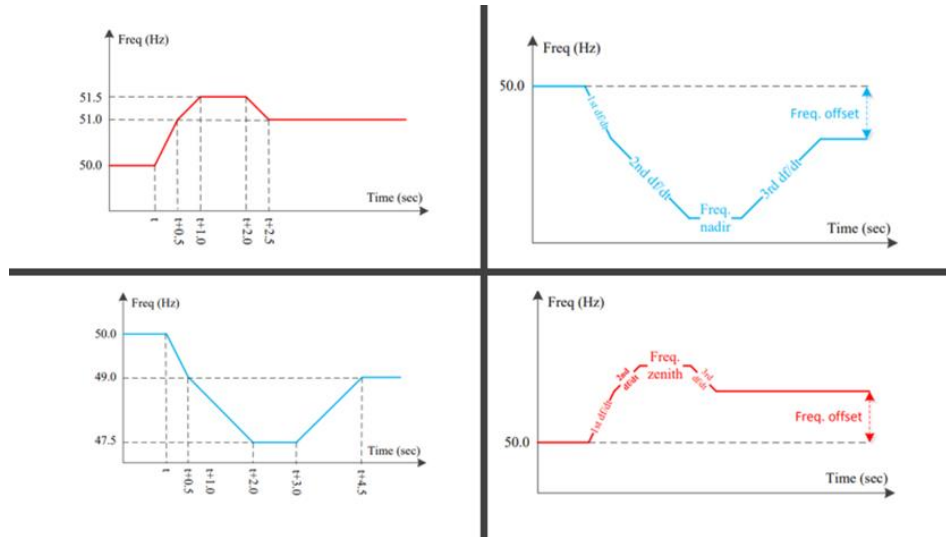 Freq (Hz)
51.5
51.0
50.0
Time (sec)
t
t+0.5
t+1.0
t+2.0
t+2.5
Freq (Hz)
50.0
1st df/dt
2nd df/dt
Freq.
nadir
3rd df/dt
Freq. offset
Time (sec)
Freq (Hz)
50.0
49.0
47.5
Time (sec)
t
t+0.5
t+1.0
t+2.0
t+3.0
t+4.5
Freq (Hz)
50.0
1st df/dt
2nd
df/dt
Freq.
zenith
3rd
df/dt
Freq. offset
Time (sec)